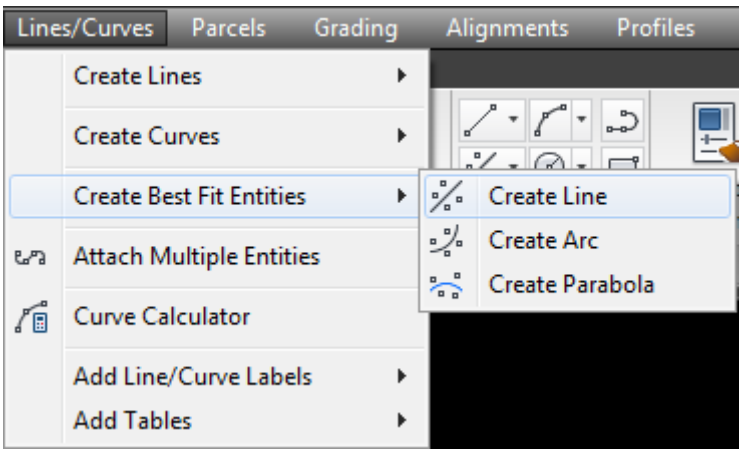 Lines/Curves Parcels Grading Alignments Profiles
Create Lines
Create Curves
Create Best Fit Entities
Create Line
Create Arc
Create Parabola
Attach Multiple Entities
Curve Calculator
Add Line/Curve Labels
Add Tables